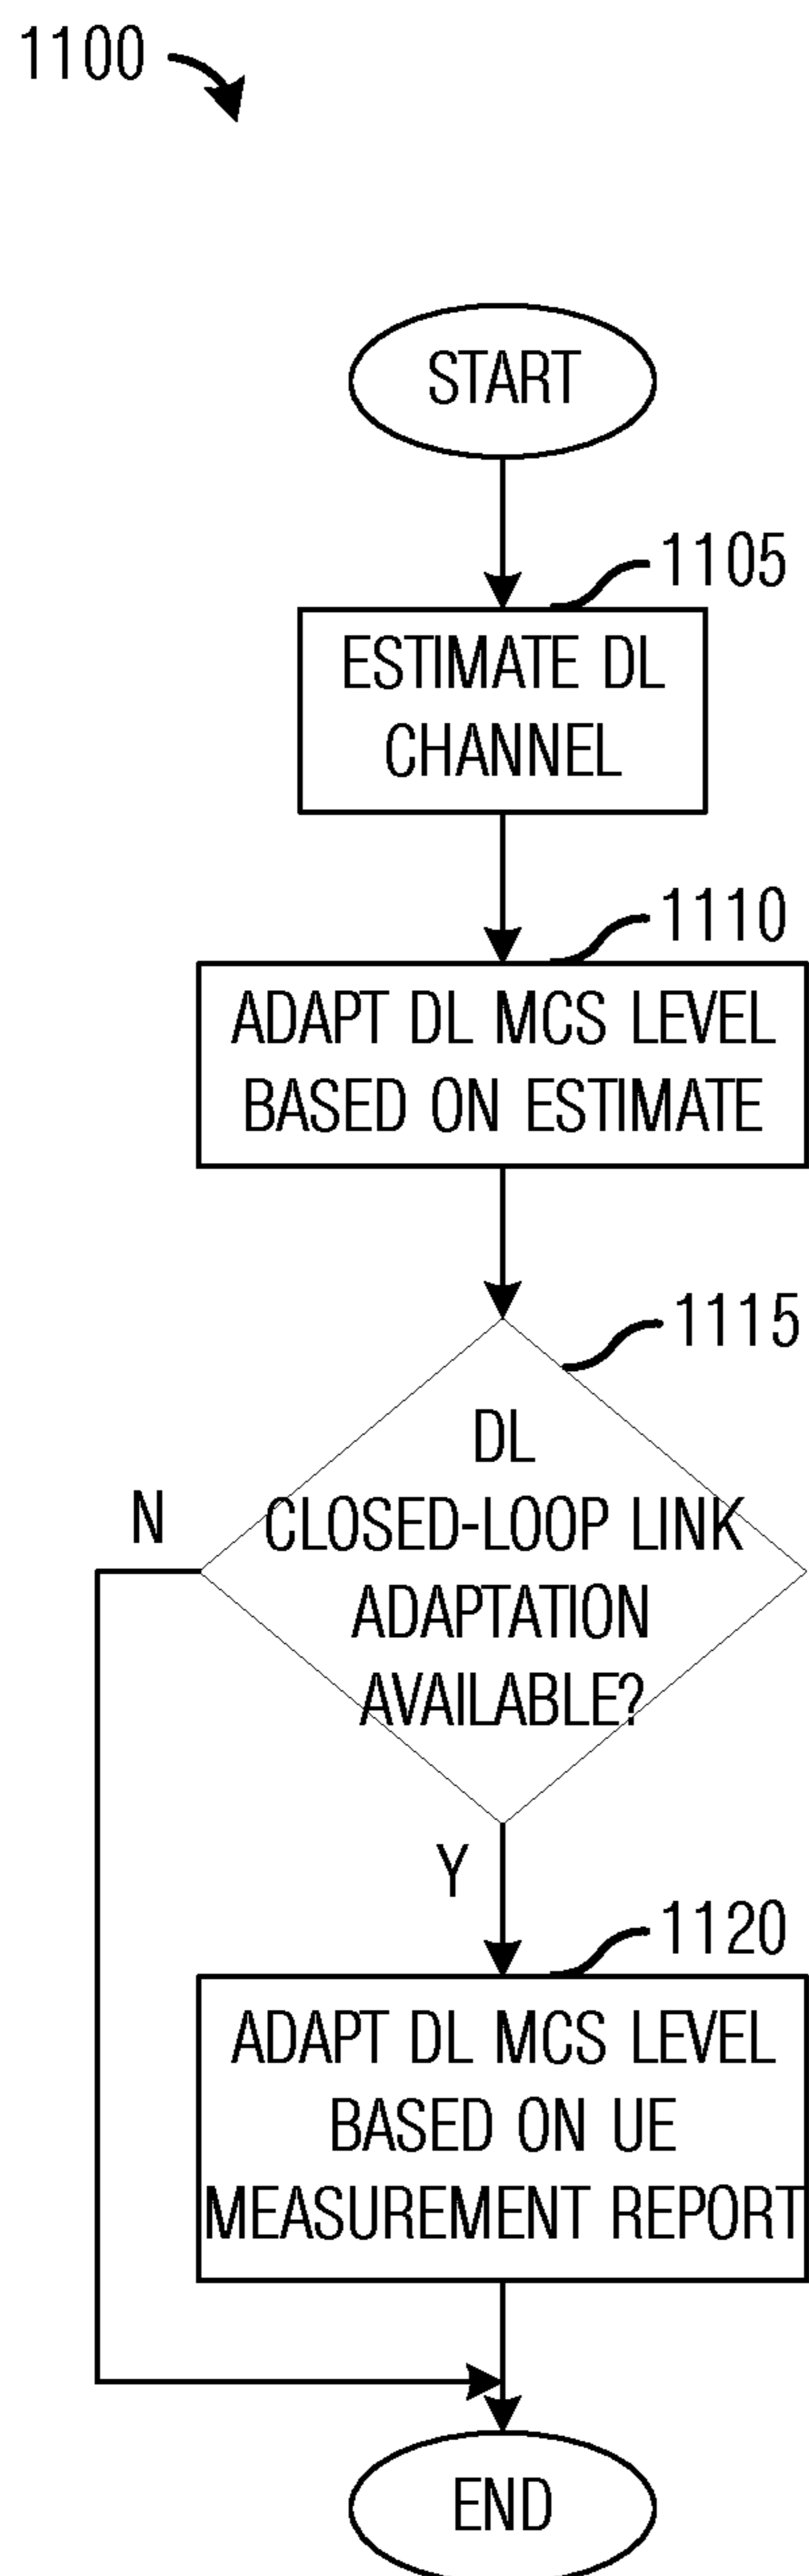 1100
START
1105
ESTIMATE DL
CHANNEL
1110
ADAPT DL MCS LEVEL
BASED ON ESTIMATE
1115
DL
CLOSED-LOOP LINK
ADAPTATION
AVAILABLE?
N
Y
1120
ADAPT DL MCS LEVEL
BASED ON UE
MEASUREMENT REPORT
END